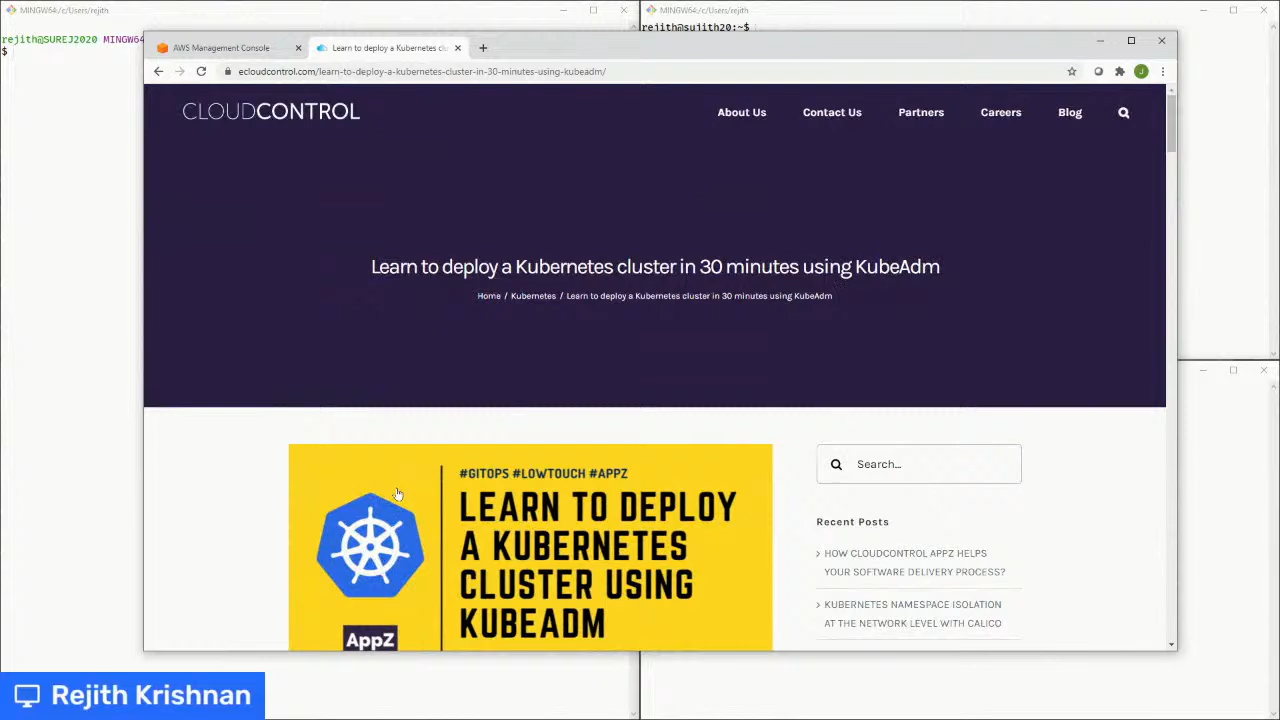 MINGW64:/c/Users/rejith
MINGW64:/c/Users/rejith
rejith@SUREJ2020 MINGW64
$
rejith@sujith20:~$
AWS Management Console
Learn to deploy a Kubernetes clu
ecloudcontrol.com/learn-to-deploy-a-kubernetes-cluster-in-30-minutes-using-kubeadm/
J
CLOUDCONTROL
About Us
Contact Us
Partners
Careers
Blog
Learn to deploy a Kubernetes cluster in 30 minutes using KubeAdm
Home / Kubernetes / Learn to deploy a Kubernetes cluster in 30 minutes using KubeAdm
#GITOPS #LOWTOUCH #APPZ
LEARN TO DEPLOY
A KUBERNETES
CLUSTER USING
KUBEADM
AppZ
Search...
Recent Posts
HOW CLOUDCONTROL APPZ HELPS
YOUR SOFTWARE DELIVERY PROCESS?
KUBERNETES NAMESPACE ISOLATION
AT THE NETWORK LEVEL WITH CALICO
Rejith Krishnan